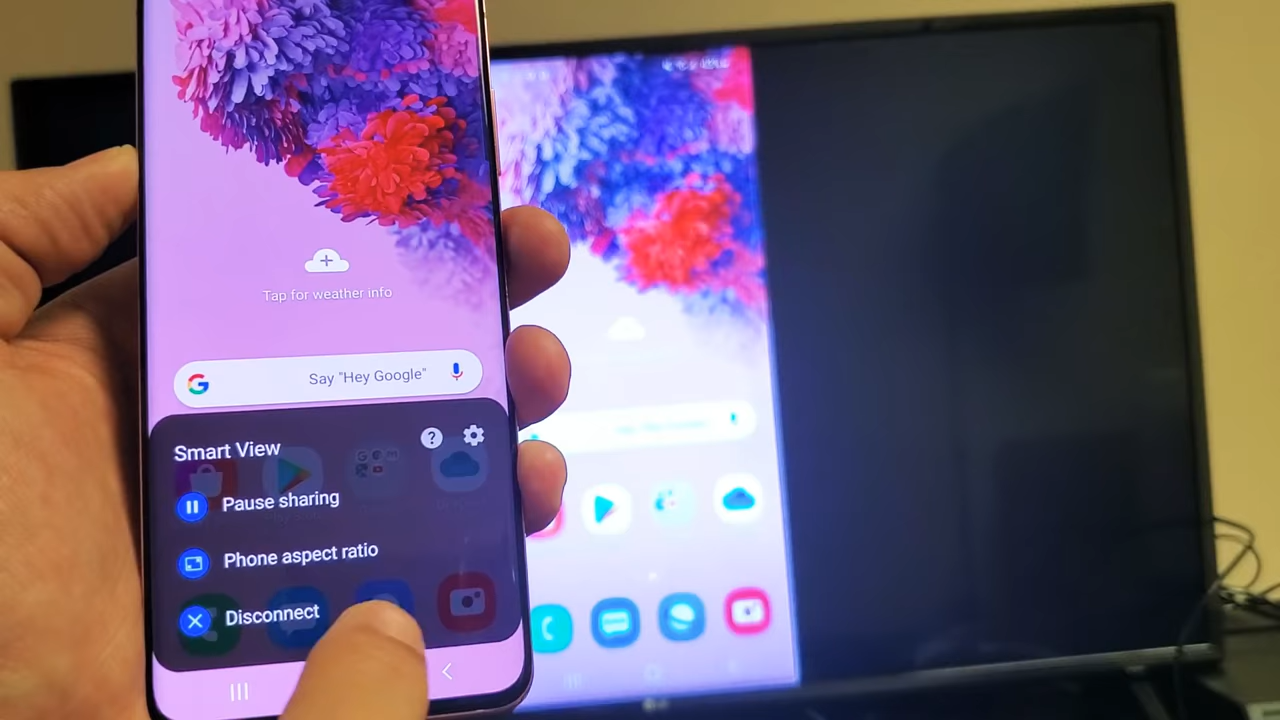 Tap for weather info
Say "Hey Google"
Smart View
Pause sharing
Phone aspect ratio
Disconnect